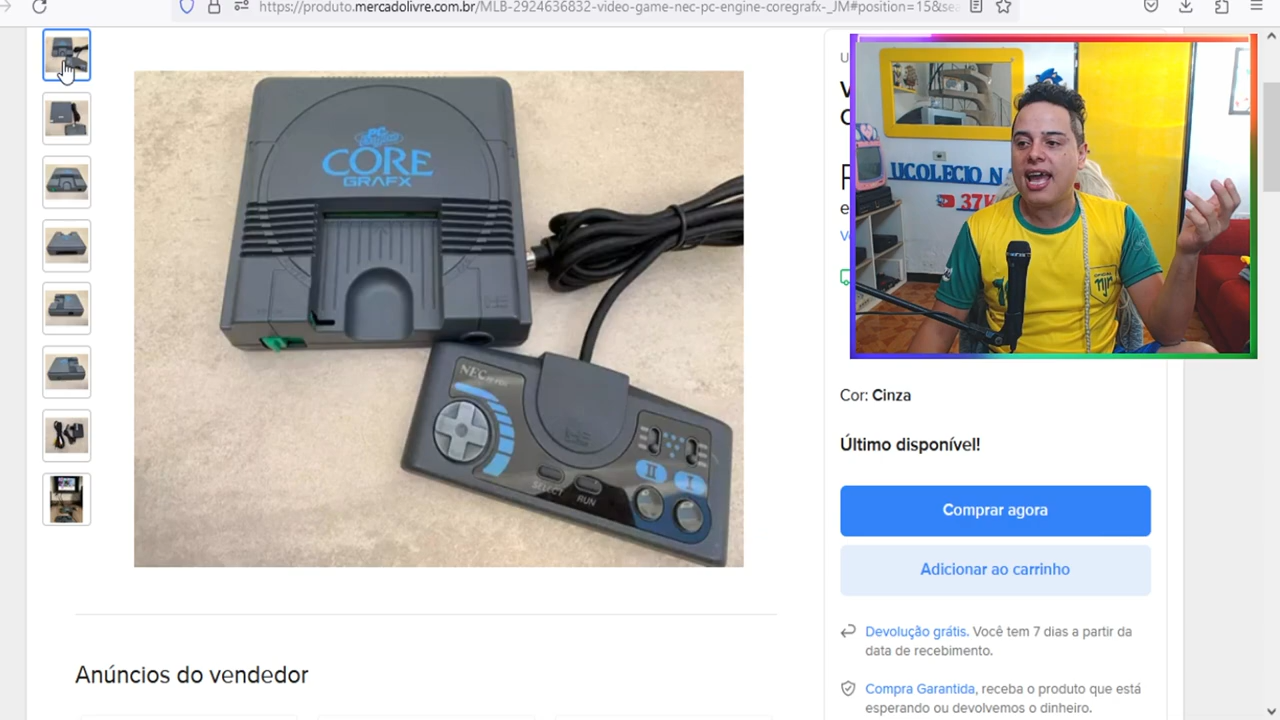 https://produto.mercadolivre.com.br/MLB-2924636832-video-game-nec-pc-engine-coregrafx-_JM#position=15&se
PC Engine
CORE
GRAFX
NEC
SELECT
RUN
II
I
UCOLECIO N
37K
Cor: Cinza
Último disponível!
Comprar agora
Adicionar ao carrinho
Devolução grátis. Você tem 7 dias a partir da
data de recebimento.
Compra Garantida, receba o produto que está
esperando ou devolvemos o dinheiro.
Anúncios do vendedor